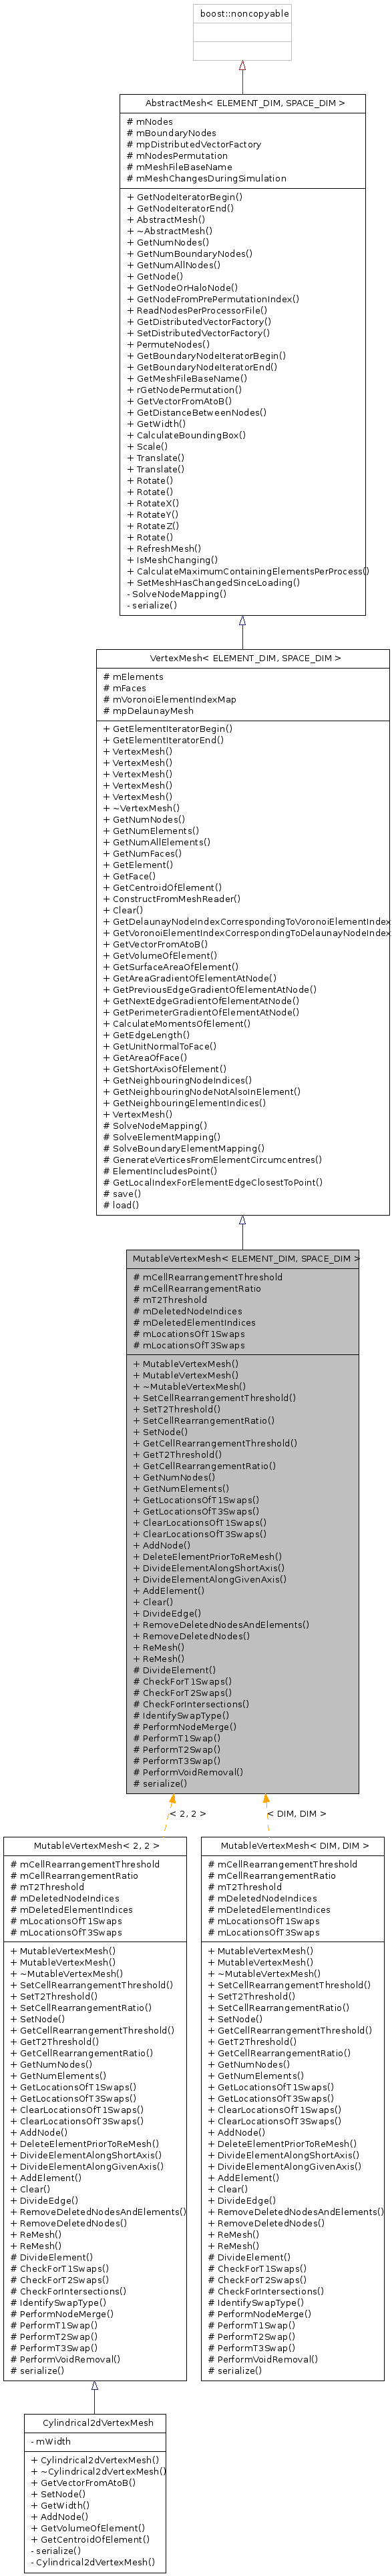 boost::noncopyable
AbstractMesh< ELEMENT_DIM, SPACE_DIM >
# mNodes
# mBoundaryNodes
# mpDistributedVectorFactory
# mNodesPermutation
# mMeshFileBaseName
# mMeshChangesDuringSimulation
+ GetNodeIteratorBegin()
+ GetNodeIteratorEnd()
+ AbstractMesh()
+ ~AbstractMesh()
+ GetNumNodes()
+ GetNumBoundaryNodes()
+ GetNumAllNodes()
+ GetNode()
+ GetNodeOrHaloNode()
+ GetNodeFromPrePermutationIndex()
+ ReadNodesPerProcessorFile()
+ GetDistributedVectorFactory()
+ SetDistributedVectorFactory()
+ PermuteNodes()
+ GetBoundaryNodeIteratorBegin()
+ GetBoundaryNodeIteratorEnd()
+ GetMeshFileBaseName()
+ rGetNodePermutation()
+ GetVectorFromAtoB()
+ GetDistanceBetweenNodes()
+ GetWidth()
+ CalculateBoundingBox()
+ Scale()
+ Translate()
+ Translate()
+ Rotate()
+ Rotate()
+ RotateX()
+ RotateY()
+ RotateZ()
+ Rotate()
+ RefreshMesh()
+ IsMeshChanging()
+ CalculateMaximumContainingElementsPerProcess()
+ SetMeshHasChangedSinceLoading()
- SolveNodeMapping()
- serialize()
VertexMesh< ELEMENT_DIM, SPACE_DIM >
# mElements
# mFaces
# mVoronoiElementIndexMap
# mpDelaunayMesh
+ GetElementIteratorBegin()
+ GetElementIteratorEnd()
+ VertexMesh()
+ VertexMesh()
+ VertexMesh()
+ VertexMesh()
+ VertexMesh()
+ ~VertexMesh()
+ GetNumNodes()
+ GetNumElements()
+ GetNumAllElements()
+ GetNumFaces()
+ GetElement()
+ GetFace()
+ GetCentroidOfElement()
+ ConstructFromMeshReader()
+ Clear()
+ GetDelaunayNodeIndexCorrespondingToVoronoiElementIndex
+ GetVoronoiElementIndexCorrespondingToDelaunayNodeIndex
+ GetVectorFromAtoB()
+ GetVolumeOfElement()
+ GetSurfaceAreaOfElement()
+ GetAreaGradientOfElementAtNode()
+ GetPreviousEdgeGradientOfElementAtNode()
+ GetNextEdgeGradientOfElementAtNode()
+ GetPerimeterGradientOfElementAtNode()
+ CalculateMomentsOfElement()
+ GetEdgeLength()
+ GetUnitNormalToFace()
+ GetAreaOfFace()
+ GetShortAxisOfElement()
+ GetNeighbouringNodeIndices()
+ GetNeighbouringNodeNotAlsoInElement()
+ GetNeighbouringElementIndices()
+ VertexMesh()
# SolveNodeMapping()
# SolveElementMapping()
# SolveBoundaryElementMapping()
# GenerateVerticesFromElementCircumcentres()
# ElementIncludesPoint()
# GetLocalIndexForElementEdgeClosestToPoint()
# save()
# load()
MutableVertexMesh< ELEMENT_DIM, SPACE_DIM >
# mCellRearrangementThreshold
# mCellRearrangementRatio
# mT2Threshold
# mDeletedNodeIndices
# mDeletedElementIndices
# mLocationsOfT1Swaps
# mLocationsOfT3Swaps
+ MutableVertexMesh()
+ MutableVertexMesh()
+ ~MutableVertexMesh()
+ SetCellRearrangementThreshold()
+ SetT2Threshold()
+ SetCellRearrangementRatio()
+ SetNode()
+ GetCellRearrangementThreshold()
+ GetT2Threshold()
+ GetCellRearrangementRatio()
+ GetNumNodes()
+ GetNumElements()
+ GetLocationsOfT1Swaps()
+ GetLocationsOfT3Swaps()
+ ClearLocationsOfT1Swaps()
+ ClearLocationsOfT3Swaps()
+ AddNode()
+ DeleteElementPriorToReMesh()
+ DivideElementAlongShortAxis()
+ DivideElementAlongGivenAxis()
+ AddElement()
+ Clear()
+ DivideEdge()
+ RemoveDeletedNodesAndElements()
+ RemoveDeletedNodes()
+ ReMesh()
+ ReMesh()
# DivideElement()
# CheckForT1Swaps()
# CheckForT2Swaps()
# CheckForIntersections()
# IdentifySwapType()
# PerformNodeMerge()
# PerformT1Swap()
# PerformT2Swap()
# PerformT3Swap()
# PerformVoidRemoval()
# serialize()
< 2, 2 >
< DIM, DIM >
MutableVertexMesh< 2, 2 >
# mCellRearrangementThreshold
# mCellRearrangementRatio
# mT2Threshold
# mDeletedNodeIndices
# mDeletedElementIndices
# mLocationsOfT1Swaps
# mLocationsOfT3Swaps
+ MutableVertexMesh()
+ MutableVertexMesh()
+ ~MutableVertexMesh()
+ SetCellRearrangementThreshold()
+ SetT2Threshold()
+ SetCellRearrangementRatio()
+ SetNode()
+ GetCellRearrangementThreshold()
+ GetT2Threshold()
+ GetCellRearrangementRatio()
+ GetNumNodes()
+ GetNumElements()
+ GetLocationsOfT1Swaps()
+ GetLocationsOfT3Swaps()
+ ClearLocationsOfT1Swaps()
+ ClearLocationsOfT3Swaps()
+ AddNode()
+ DeleteElementPriorToReMesh()
+ DivideElementAlongShortAxis()
+ DivideElementAlongGivenAxis()
+ AddElement()
+ Clear()
+ DivideEdge()
+ RemoveDeletedNodesAndElements()
+ RemoveDeletedNodes()
+ ReMesh()
+ ReMesh()
# DivideElement()
# CheckForT1Swaps()
# CheckForT2Swaps()
# CheckForIntersections()
# IdentifySwapType()
# PerformNodeMerge()
# PerformT1Swap()
# PerformT2Swap()
# PerformT3Swap()
# PerformVoidRemoval()
# serialize()
MutableVertexMesh< DIM, DIM >
# mCellRearrangementThreshold
# mCellRearrangementRatio
# mT2Threshold
# mDeletedNodeIndices
# mDeletedElementIndices
# mLocationsOfT1Swaps
# mLocationsOfT3Swaps
+ MutableVertexMesh()
+ MutableVertexMesh()
+ ~MutableVertexMesh()
+ SetCellRearrangementThreshold()
+ SetT2Threshold()
+ SetCellRearrangementRatio()
+ SetNode()
+ GetCellRearrangementThreshold()
+ GetT2Threshold()
+ GetCellRearrangementRatio()
+ GetNumNodes()
+ GetNumElements()
+ GetLocationsOfT1Swaps()
+ GetLocationsOfT3Swaps()
+ ClearLocationsOfT1Swaps()
+ ClearLocationsOfT3Swaps()
+ AddNode()
+ DeleteElementPriorToReMesh()
+ DivideElementAlongShortAxis()
+ DivideElementAlongGivenAxis()
+ AddElement()
+ Clear()
+ DivideEdge()
+ RemoveDeletedNodesAndElements()
+ RemoveDeletedNodes()
+ ReMesh()
+ ReMesh()
# DivideElement()
# CheckForT1Swaps()
# CheckForT2Swaps()
# CheckForIntersections()
# IdentifySwapType()
# PerformNodeMerge()
# PerformT1Swap()
# PerformT2Swap()
# PerformT3Swap()
# PerformVoidRemoval()
# serialize()
Cylindrical2dVertexMesh
- mWidth
+ Cylindrical2dVertexMesh()
+ ~Cylindrical2dVertexMesh()
+ GetVectorFromAtoB()
+ SetNode()
+ GetWidth()
+ AddNode()
+ GetVolumeOfElement()
+ GetCentroidOfElement()
- serialize()
- Cylindrical2dVertexMesh()